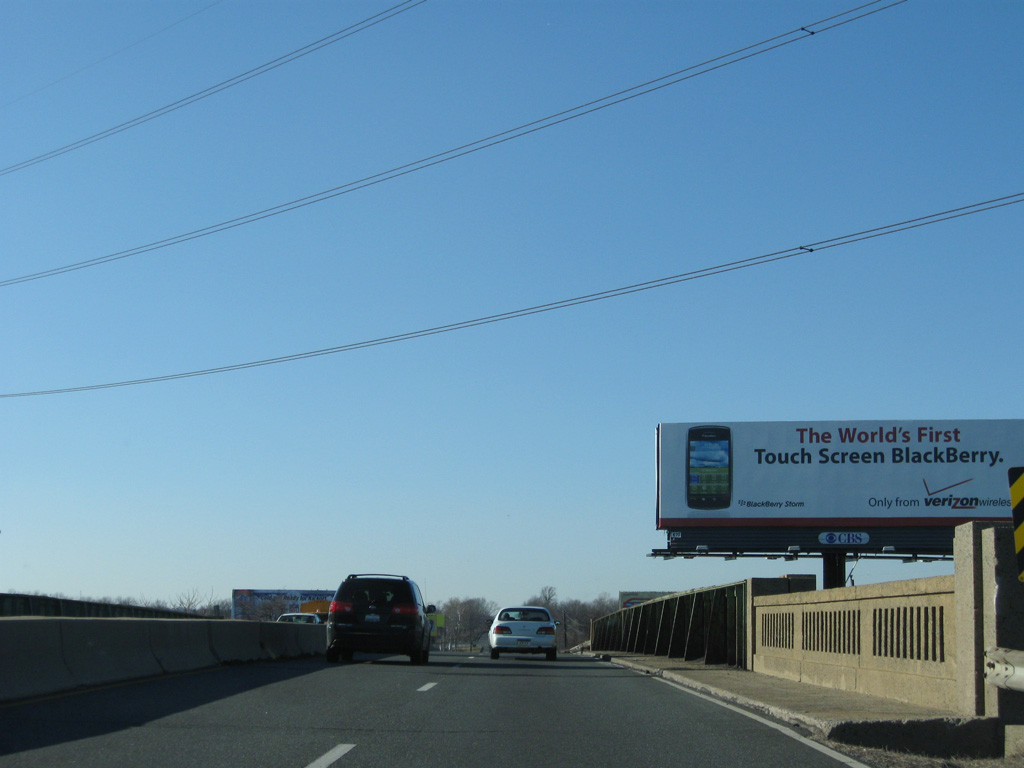 The World's First
Touch Screen BlackBerry.
BlackBerry Storm
Only from verizon wireless
CBS